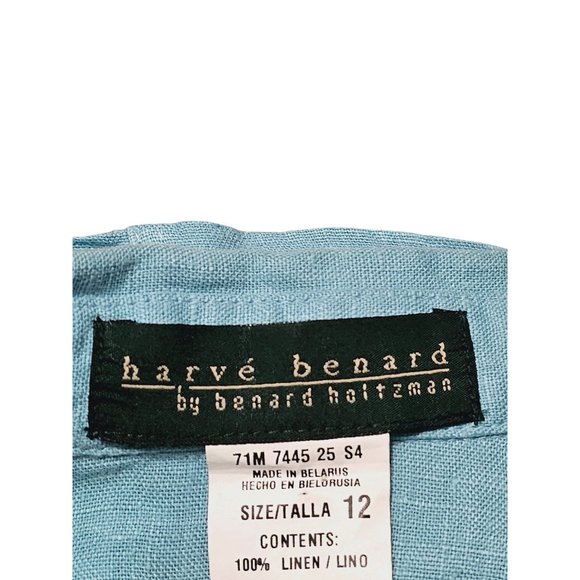 harvé benard
by benard holtzman
71M 7445 25 S4
MADE IN BELARUS
HECHO EN BIELORUSIA
SIZE/TALLA 12
CONTENTS:
100% LINEN / LINO